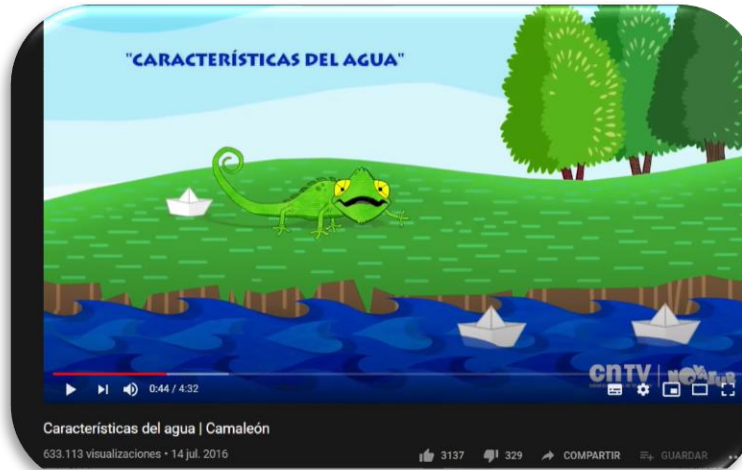 "CARACTERÍSTICAS DEL AGUA"
CNTV | NOVASUR
0:44 / 4:32
Características del agua | Camaleón
633.113 visualizaciones • 14 jul. 2016
3137 329 COMPARTIR GUARDAR